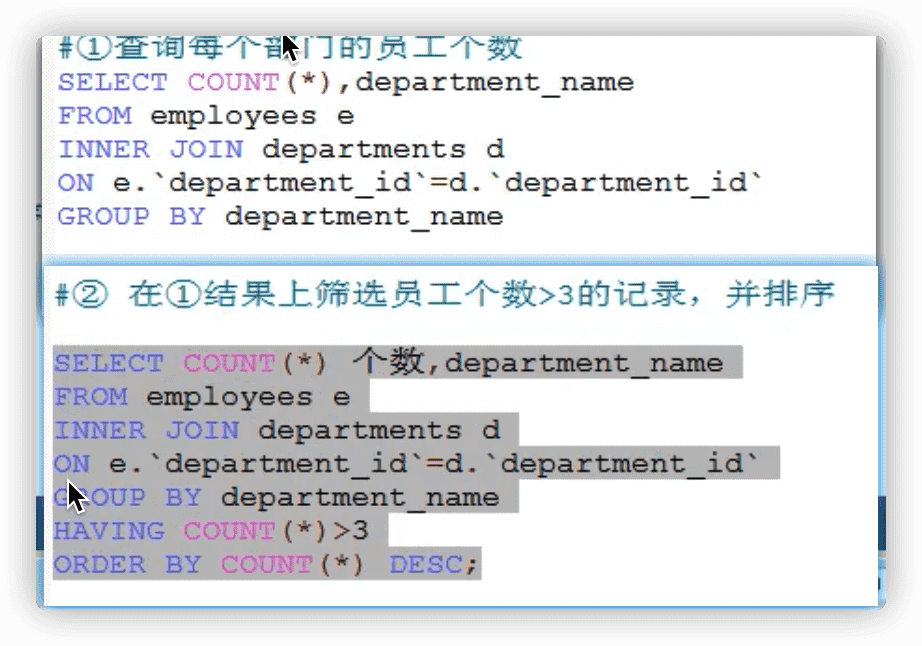 #①查询每个部门的员工个数
SELECT COUNT(*),department_name
FROM employees e
INNER JOIN departments d
ON e.`department_id`=d.`department_id`
GROUP BY department_name
#② 在①结果上筛选员工个数>3的记录，并排序
SELECT COUNT(*) 个数,department_name
FROM employees e
INNER JOIN departments d
ON e.`department_id`=d.`department_id`
GROUP BY department_name
HAVING COUNT(*)>3
ORDER BY COUNT(*) DESC;